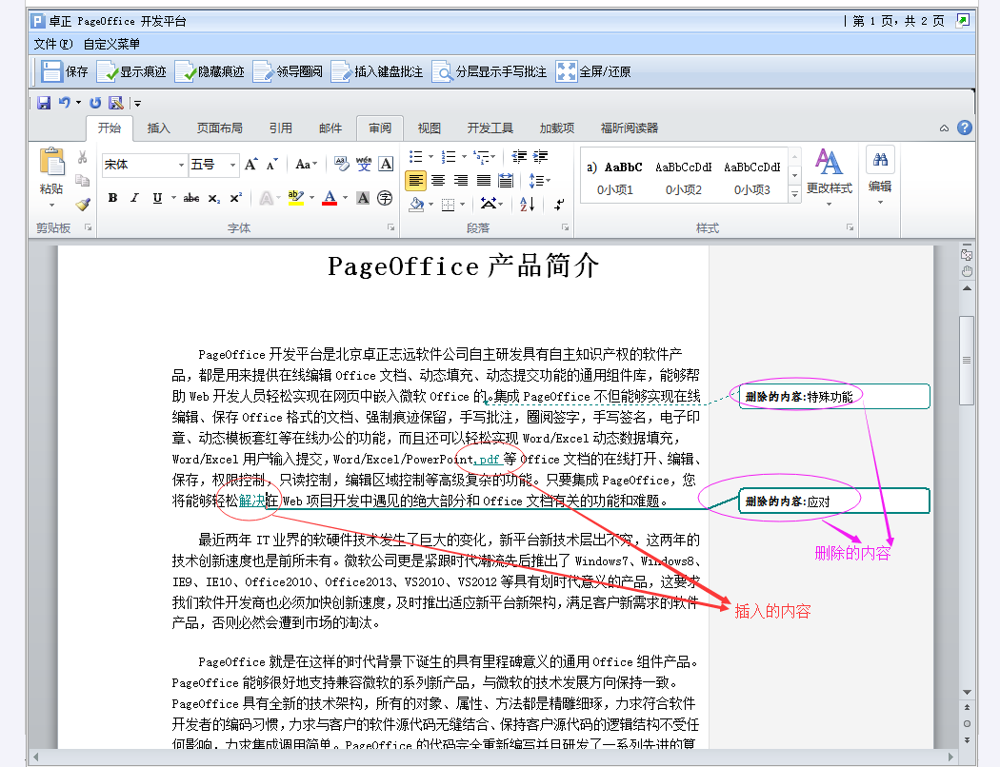 卓正 PageOffice 开发平台
第 1 页，共 2 页
文件(F) 自定义菜单
保存 显示痕迹 隐藏痕迹 领导圈阅 插入键盘批注 分层显示手写批注 全屏/还原
开始 插入 页面布局 引用 邮件 审阅 视图 开发工具 加载项 福昕阅读器
粘贴
宋体 五号
a) AaBbC AaBbCcDdI AaBbCcDdI
0小项1 0小项2 0小项3
更改样式
编辑
剪贴板 字体 段落 样式
PageOffice 产品简介
PageOffice 开发平台是北京卓正志远软件公司自主研发具有自主知识产权的软件产
品，都是用来提供在线编辑 Office 文档、动态填充、动态提交功能的通用组件库，能够帮
助 Web 开发人员轻松实现在网页中嵌入微软 Office 的。集成 PageOffice 不但能够实现在线
删除的内容:特殊功能
编辑、保存 Office 格式的文档、强制痕迹保留，手写批注，圈阅签字，手写签名，电子印
章、动态模板套红等在线办公的功能，而且还可以轻松实现 Word/Excel 动态数据填充，
Word/Excel 用户输入提交，Word/Excel/PowerPoint,pdf 等 Office 文档的在线打开、编辑、
保存，权限控制，只读控制，编辑区域控制等高级复杂的功能。只要集成 PageOffice，您
将能够轻松解决在 Web 项目开发中遇见的绝大部分和 Office 文档有关的功能和难题。
删除的内容:应对
最近两年 IT 业界的软硬件技术发生了巨大的变化，新平台新技术层出不穷，这两年的
删除的内容
技术创新速度也是前所未有。微软公司更是紧跟时代潮流先后推出了 Windows7、Windows8、
IE9、IE10、Office2010、Office2013、VS2010、VS2012 等具有划时代意义的产品，这要求
我们软件开发商也必须加快创新速度，及时推出适应新平台新架构，满足客户新需求的软件
插入的内容
产品，否则必然会遭到市场的淘汰。
PageOffice 就是在这样的时代背景下诞生的具有里程碑意义的通用 Office 组件产品。
PageOffice 能够很好地支持兼容微软的系列新产品，与微软的技术发展方向保持一致。
PageOffice 具有全新的技术架构，所有的对象、属性、方法都是精雕细琢，力求符合软件
开发者的编码习惯，力求与客户的软件源代码无缝结合、保持客户源代码的逻辑结构不受任
何影响，力求集成调用简单。PageOffice 的代码完全重新编写并且研发了一系列先进的算